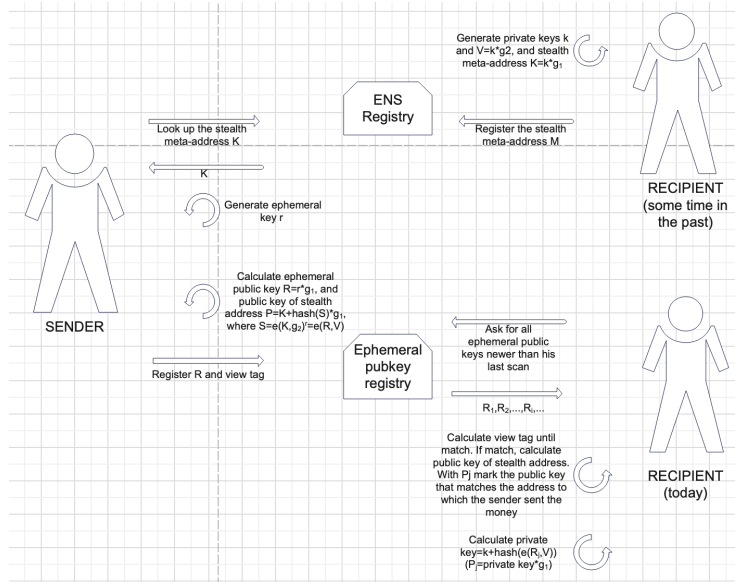 Generate private keys k
and V=k*g2, and stealth
meta-address K=k*g₁
ENS
Registry
Look up the stealth
meta-address K
Register the stealth
meta-address M
K
RECIPIENT
(some time in
the past)
Generate ephemeral
key r
Calculate ephemeral
public key R=r*g₁, and
public key of stealth
address P=K+hash(S)*g₁,
where S=e(K,g₂)ʳ=e(R,V)
SENDER
Ask for all
ephemeral public
keys newer than his
last scan
Ephemeral
pubkey
registry
Register R and view tag
R₁,R₂,...,Rᵢ,...
Calculate view tag until
match. If match, calculate
public key of stealth address.
With Pj mark the public key
that matches the address to
which the sender sent the
money
RECIPIENT
(today)
Calculate private
key=k+hash(e(Rⱼ,V))
(Pⱼ=private key*g₁)